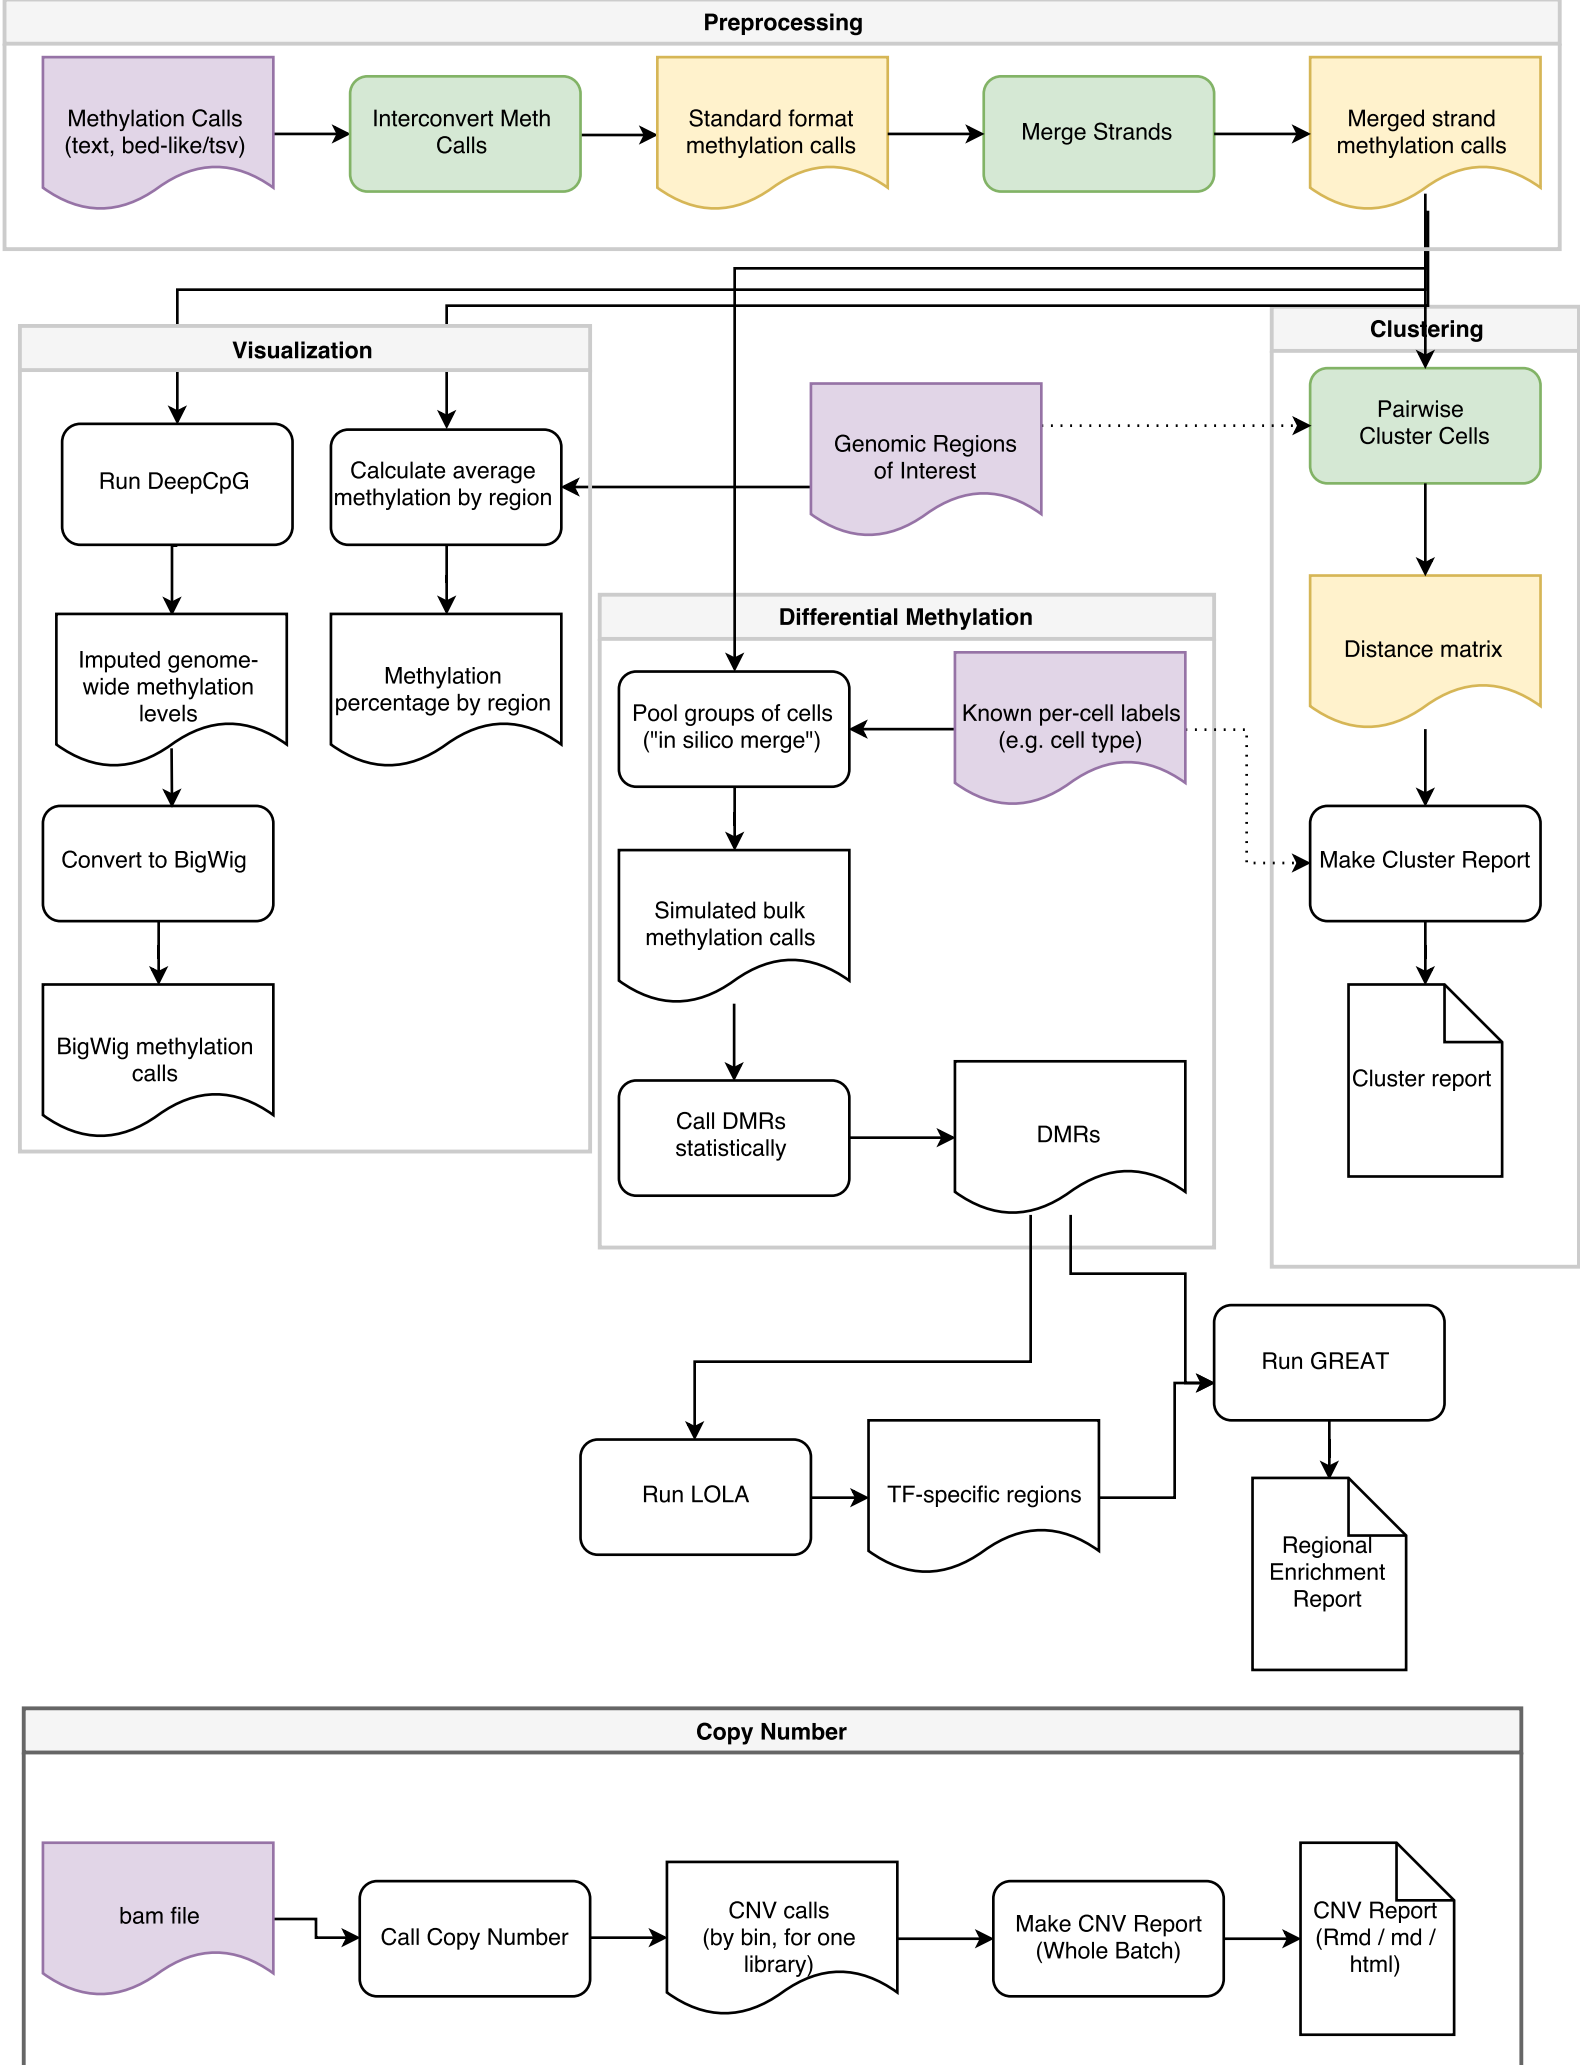 Preprocessing
Methylation Calls
(text, bed-like/tsv)
Interconvert Meth
Calls
Standard format
methylation calls
Merge Strands
Merged strand
methylation calls
Visualization
Clustering
Run DeepCpG
Calculate average
methylation by region
Genomic Regions
of Interest
Pairwise
Cluster Cells
Imputed genome-
wide methylation
levels
Methylation
percentage by region
Differential Methylation
Pool groups of cells
("in silico merge")
Known per-cell labels
(e.g. cell type)
Distance matrix
Convert to BigWig
Simulated bulk
methylation calls
Make Cluster Report
BigWig methylation
calls
Call DMRs
statistically
DMRs
Cluster report
Run GREAT
Run LOLA
TF-specific regions
Regional
Enrichment
Report
Copy Number
bam file
Call Copy Number
CNV calls
(by bin, for one
library)
Make CNV Report
(Whole Batch)
CNV Report
(Rmd / md /
html)